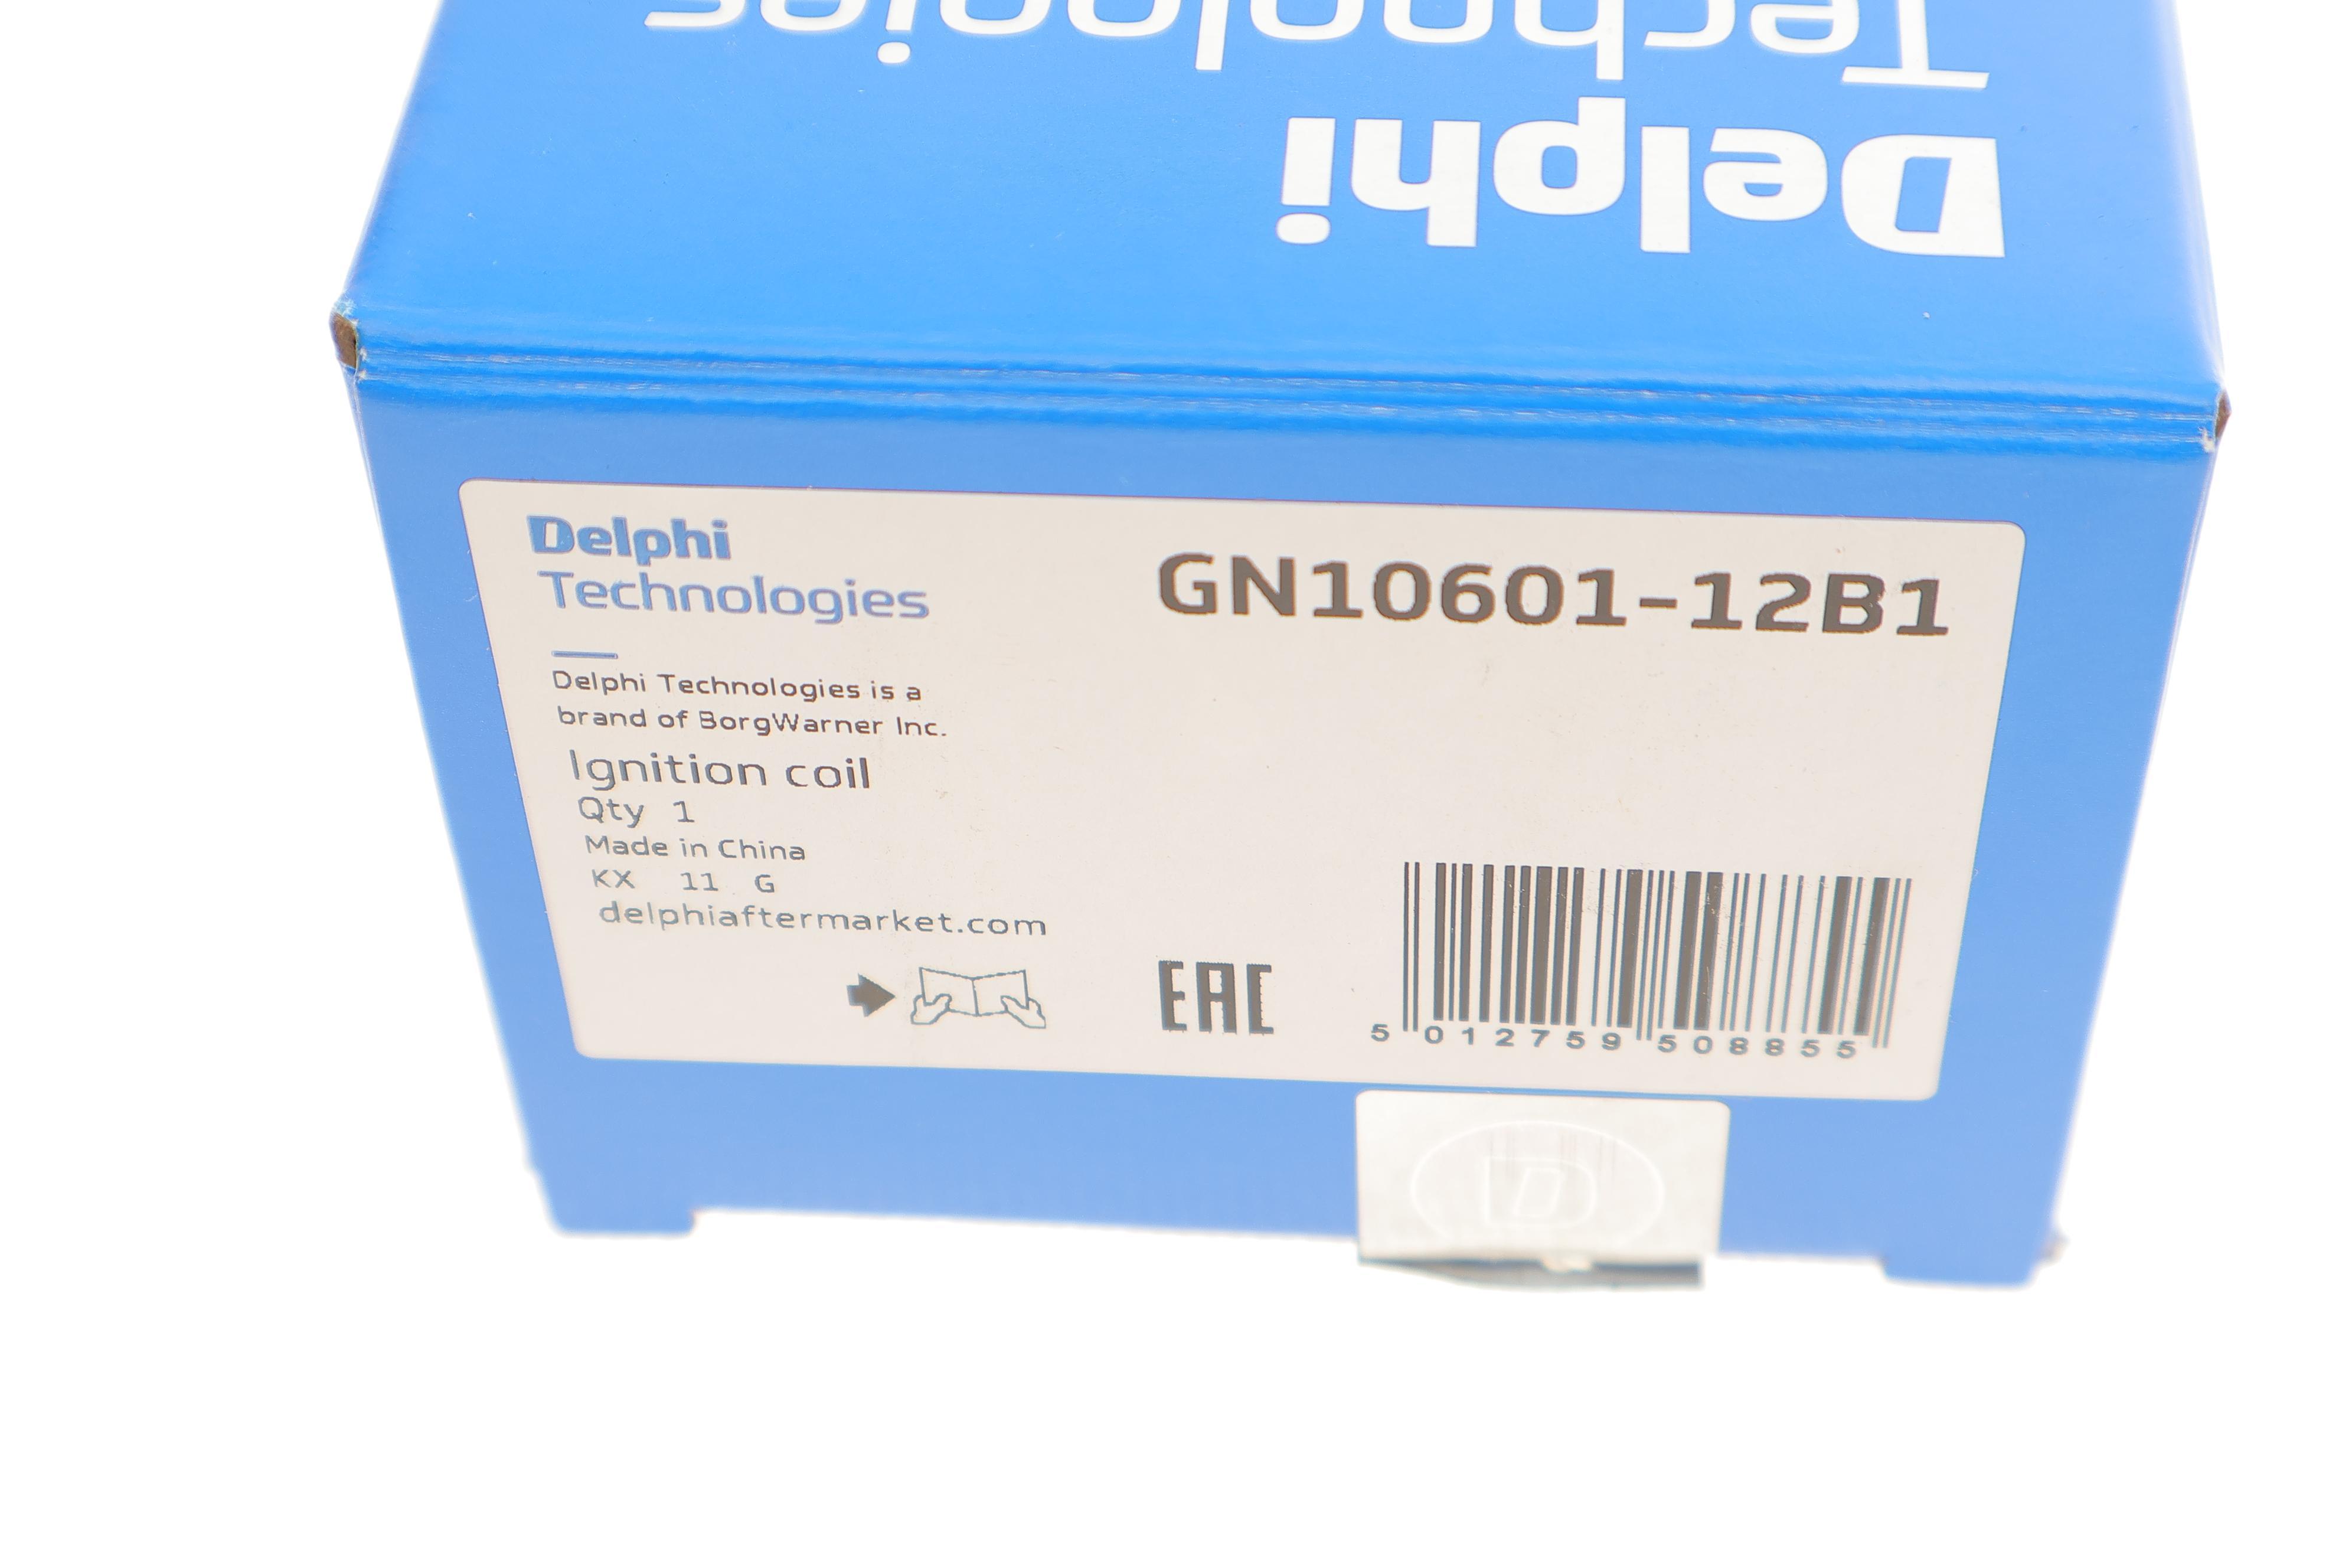 Technologies
Delphi
Delphi
Technologies
GN10601-12B1
Delphi Technologies is a
brand of BorgWarner Inc.
Ignition coil
Qty 1
Made in China
KX 11 G
delphiaftermarket.com
EAC
5 012759 508855
D